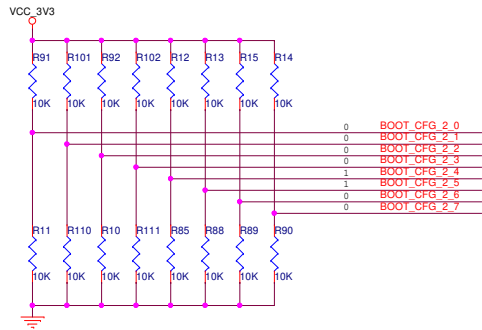 VCC_3V3
R91 R101 R92 R102 R12 R13 R15 R14
10K 10K 10K 10K 10K 10K 10K 10K
0 BOOT_CFG_2_0
0 BOOT_CFG_2_1
0 BOOT_CFG_2_2
0 BOOT_CFG_2_3
1 BOOT_CFG_2_4
1 BOOT_CFG_2_5
0 BOOT_CFG_2_6
0 BOOT_CFG_2_7
R11 R110 R10 R111 R85 R88 R89 R90
10K 10K 10K 10K 10K 10K 10K 10K